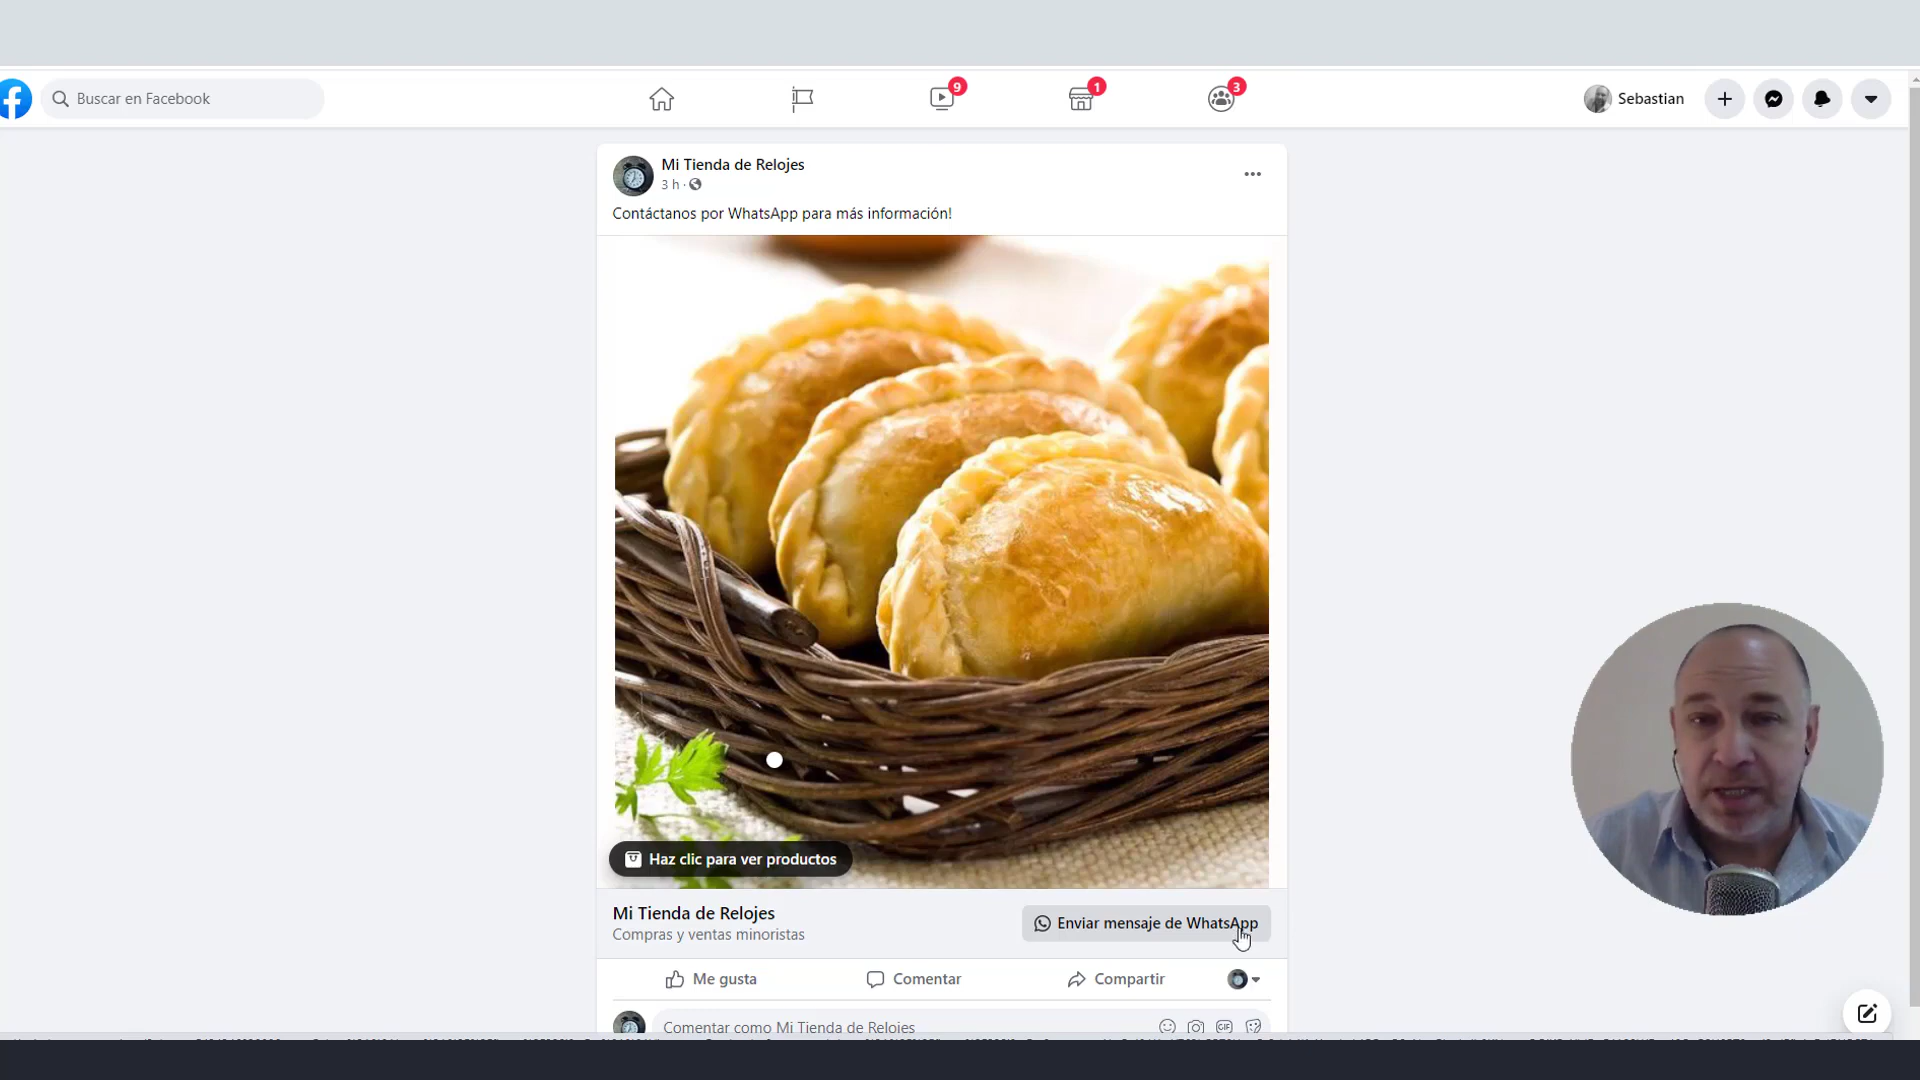 Buscar en Facebook
9
1
3
Sebastian
Mi Tienda de Relojes
3 h ·
Contáctanos por WhatsApp para más información!
Haz clic para ver productos
Mi Tienda de Relojes
Compras y ventas minoristas
Enviar mensaje de WhatsApp
Me gusta
Comentar
Compartir
Comentar como Mi Tienda de Relojes
GIF